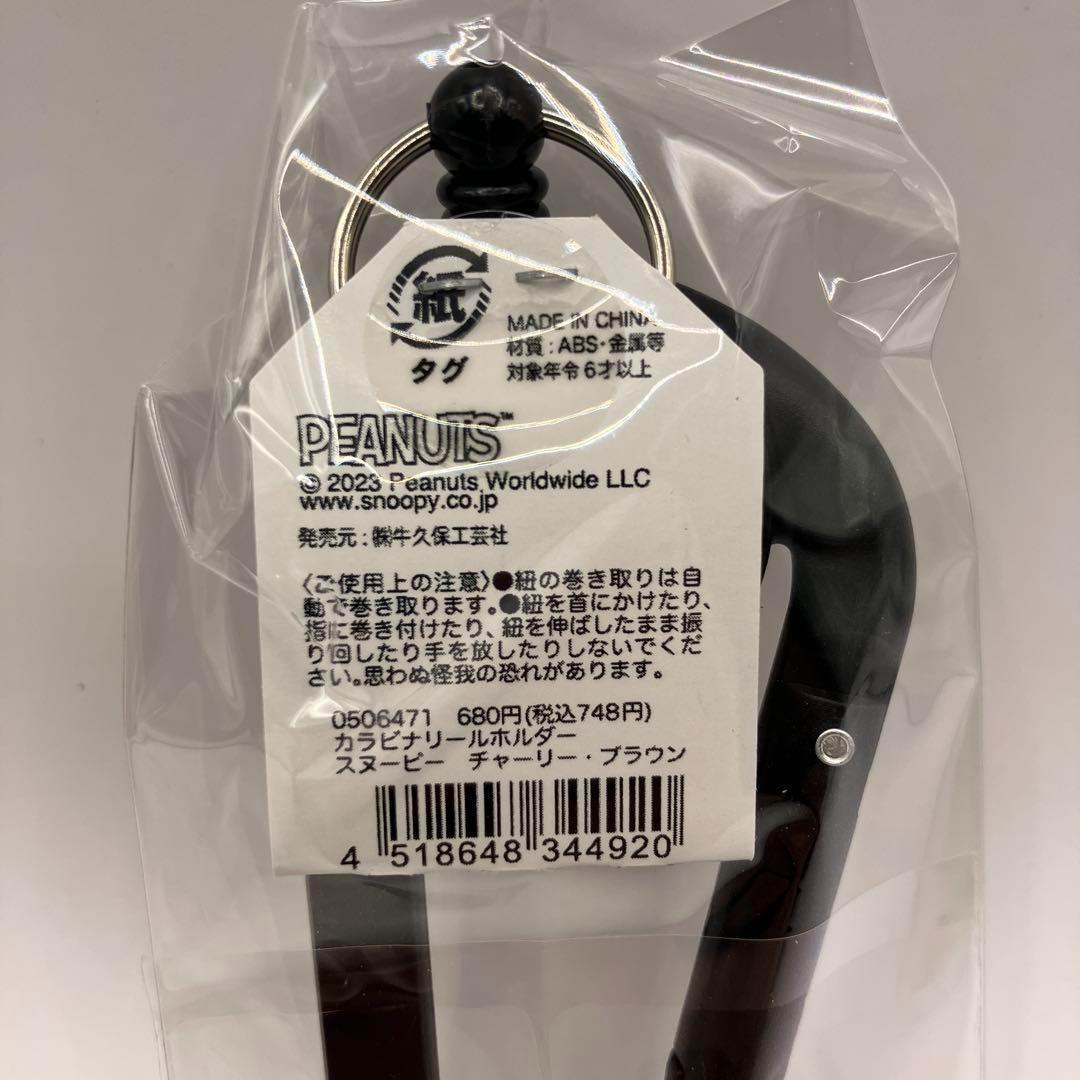 紙
タグ
MADE IN CHINA
材質:ABS・金属等
対象年令6才以上
PEANUTS™
© 2023 Peanuts Worldwide LLC
www.snoopy.co.jp
発売元:㈱牛久保工芸社
〈ご使用上の注意〉●紐の巻き取りは自
動で巻き取ります。●紐を首にかけたり、
指に巻き付けたり、紐を伸ばしたまま振
り回したり手を放したりしないでくだ
さい。思わぬ怪我の恐れがあります。
0506471 680円(税込748円)
カラビナリールホルダー
スヌーピー チャーリー・ブラウン
4 518648 344920